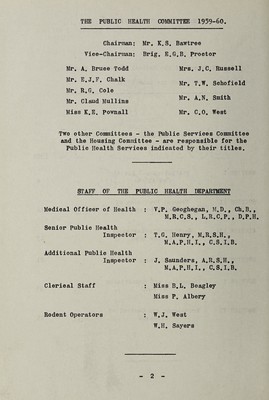 THE PUBLIC HEALTH COMMITTEE 1959-60.
Chairman: Mr. K.S. Rawtree
Vice-Chairman: Brig. E.G.B. Proctor
Mr. A. Bruce Todd
Mrs. J.C. Russell
Mr. E.J.F. Chalk
Mr. T.W. Schofield
Mr. R.G. Cole
Mr. A.N. Smith
Mr. Claud Mullins
Miss K.E. Pownall
Mr. C.O. West
Two other Committees - the Public Services Committee
and the Housing Committee - are responsible for the
Public Health Services indicated by their titles.
STAFF OF THE PUBLIC HEALTH DEPARTMENT
Medical Officer of Health : V.P. Geoghegan, M.D., Ch.B.,
M.R.C.S., L.R.C.P., D.P.H.
Senior Public Health
Inspector : T.G. Henry, M.R.S.H.,
M.A.P.H.I., C.S.I.B.
Additional Public Health
Inspector : J. Saunders, A.R.S.H.,
M.A.P.H.I., C.S.I.B.
Clerical Staff : Miss B.L. Beagley
Miss P. Albery
Rodent Operators : W.J. West
W.H. Sayers
- 2 -